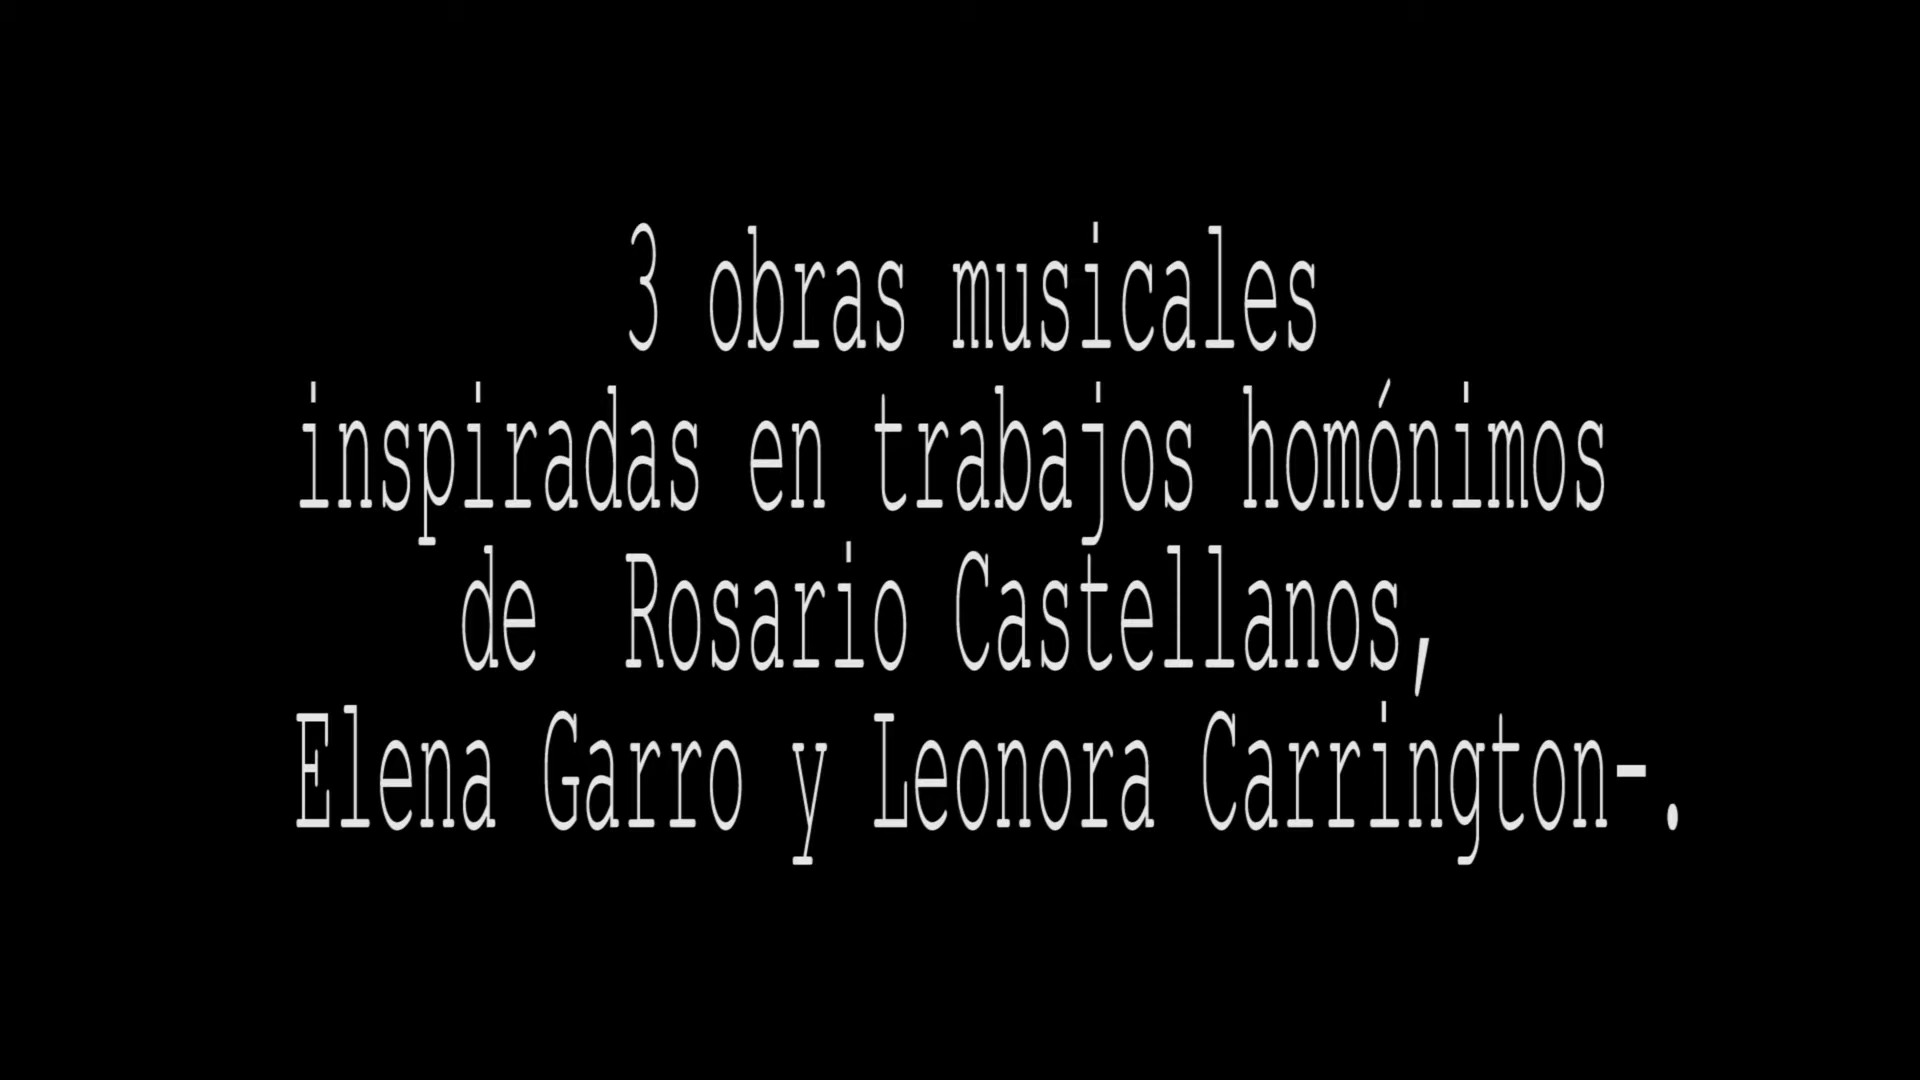 3 obras musicales
inspiradas en trabajos homónimos
de  Rosario Castellanos,
Elena Garro y Leonora Carrington-.